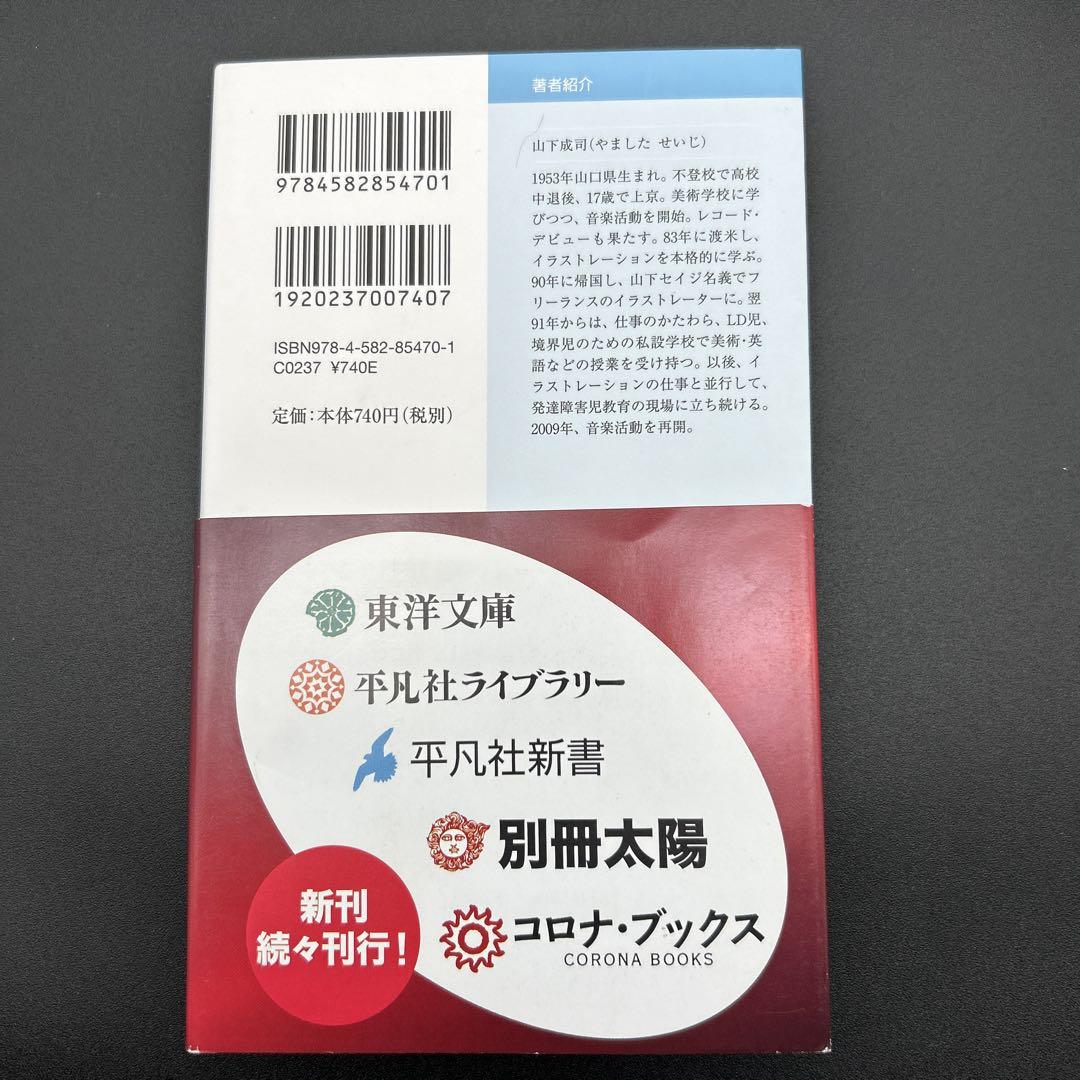 9784582854701
1920237007407
ISBN978-4-582-85470-1
C0237 ¥740E
定価：本体740円（税別）
著者紹介
山下成司（やました せいじ）
1953年山口県生まれ。不登校で高校
中退後、17歳で上京。美術学校に学
びつつ、音楽活動を開始。レコード・
デビューも果たす。83年に渡米し、
イラストレーションを本格的に学ぶ。
90年に帰国し、山下セイジ名義でフ
リーランスのイラストレーターに。翌
91年からは、仕事のかたわら、LD児、
境界児のための私設学校で美術・英
語などの授業を受け持つ。以後、イ
ラストレーションの仕事と並行して、
発達障害児教育の現場に立ち続ける。
2009年、音楽活動を再開。
東洋文庫
平凡社ライブラリー
平凡社新書
別冊太陽
コロナ・ブックス
CORONA BOOKS
新刊
続々刊行！